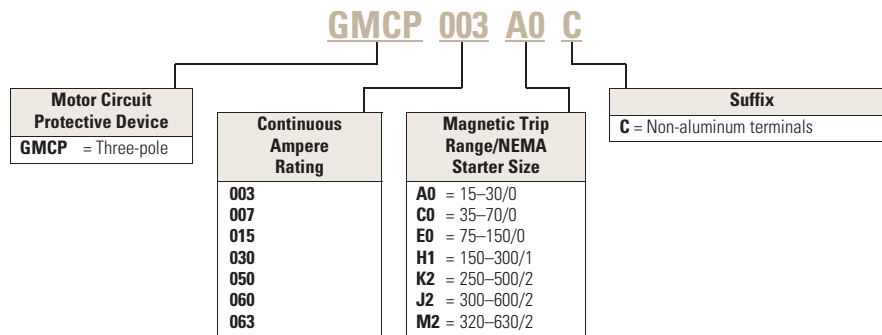 GMCP 003 A0 C
Motor Circuit
Protective Device
GMCP = Three-pole
Continuous
Ampere
Rating
003
007
015
030
050
060
063
Magnetic Trip
Range/NEMA
Starter Size
A0 = 15–30/0
C0 = 35–70/0
E0 = 75–150/0
H1 = 150–300/1
K2 = 250–500/2
J2 = 300–600/2
M2 = 320–630/2
Suffix
C = Non-aluminum terminals